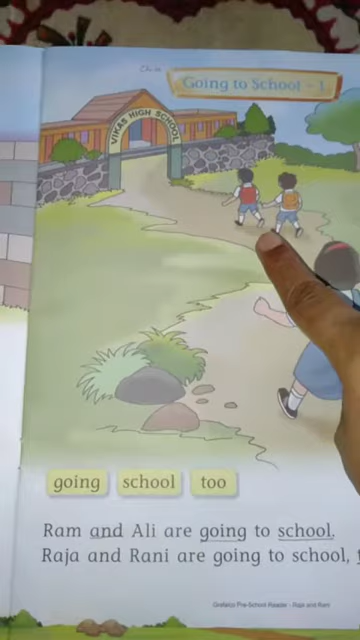 Going to School - 1
VIKAS HIGH SCHOOL
going school too
Ram and Ali are going to school.
Raja and Rani are going to school,
Grafalco Pre-School Reader - Raja and Rani